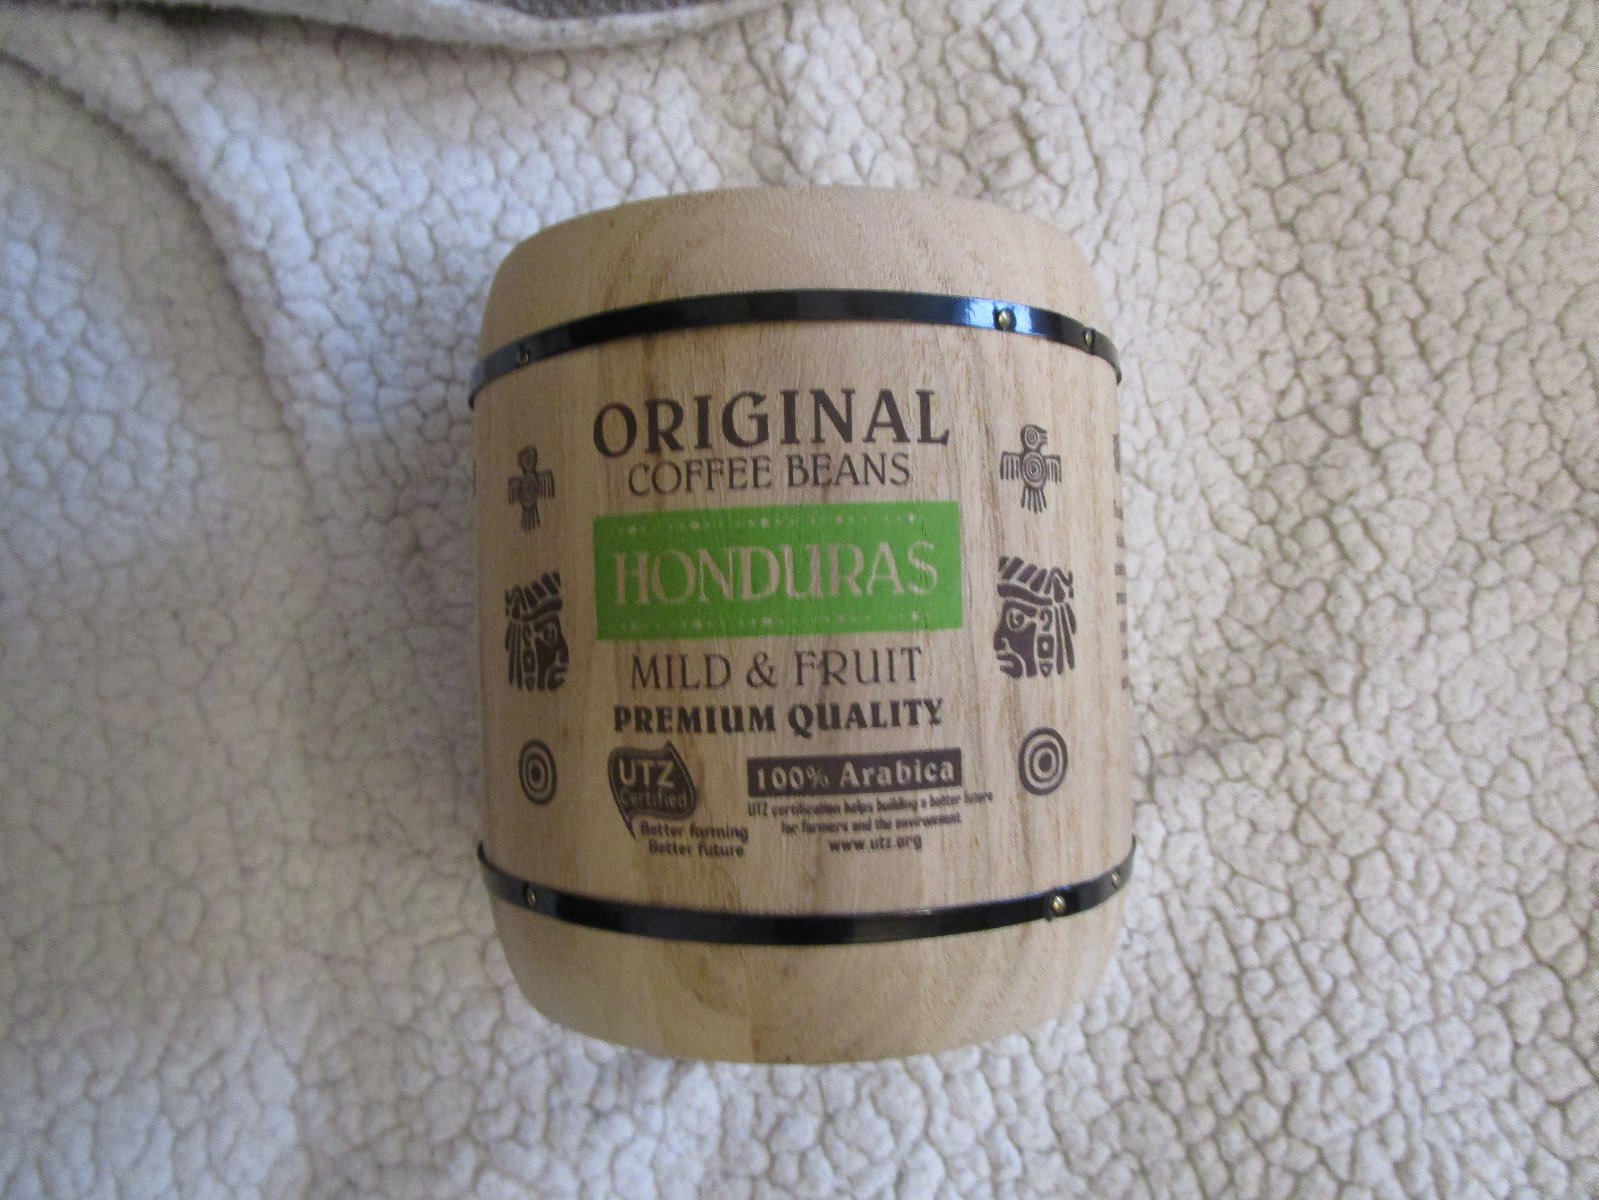 ORIGINAL
COFFEE BEANS
HONDURAS
MILD & FRUIT
PREMIUM QUALITY
UTZ
Certified
Better farming
Better future
100% Arabica
UTZ certification helps building a better future
for farmers and the environment
www.utz.org